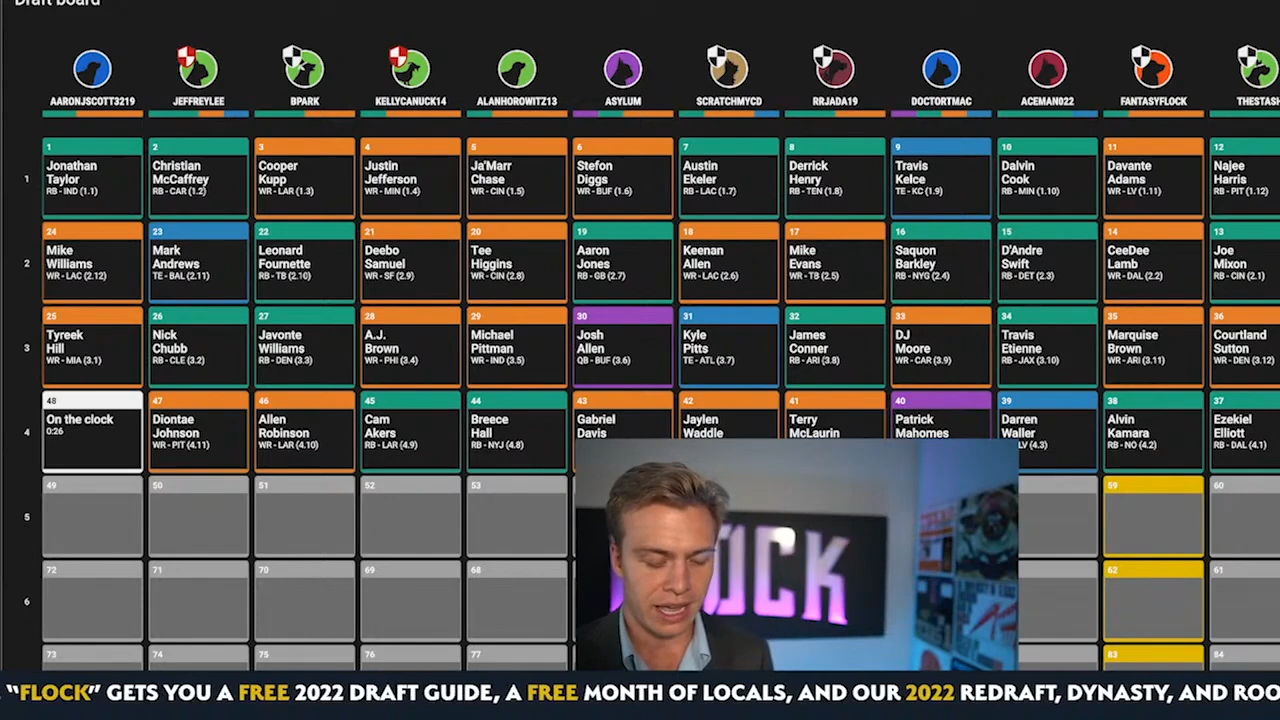 Draft board
AARONJSCOTT3219 JEFFREYLEE BPARK KELLYCANUCK14 ALANHOROWITZ13 ASYLUM SCRATCHMYCD RRJADA19 DOCTORTMAC ACEMAN022 FANTASYFLOCK THESTASH
1 2 3 4 5 6 7 8 9 10 11 12
1 Jonathan Christian Cooper Justin Ja'Marr Stefon Austin Derrick Travis Dalvin Davante Najee
Taylor McCaffrey Kupp Jefferson Chase Diggs Ekeler Henry Kelce Cook Adams Harris
RB - IND (1.1) RB - CAR (1.2) WR - LAR (1.3) WR - MIN (1.4) WR - CIN (1.5) WR - BUF (1.6) RB - LAC (1.7) RB - TEN (1.8) TE - KC (1.9) RB - MIN (1.10) WR - LV (1.11) RB - PIT (1.12)
24 23 22 21 20 19 18 17 16 15 14 13
2 Mike Mark Leonard Deebo Tee Aaron Keenan Mike Saquon D'Andre CeeDee Joe
Williams Andrews Fournette Samuel Higgins Jones Allen Evans Barkley Swift Lamb Mixon
WR - LAC (2.12) TE - BAL (2.11) RB - TB (2.10) WR - SF (2.9) WR - CIN (2.8) RB - GB (2.7) WR - LAC (2.6) WR - TB (2.5) RB - NYG (2.4) RB - DET (2.3) WR - DAL (2.2) RB - CIN (2.1)
25 26 27 28 29 30 31 32 33 34 35 36
3 Tyreek Nick Javonte A.J. Michael Josh Kyle James DJ Travis Marquise Courtland
Hill Chubb Williams Brown Pittman Allen Pitts Conner Moore Etienne Brown Sutton
WR - MIA (3.1) RB - CLE (3.2) RB - DEN (3.3) WR - PHI (3.4) WR - IND (3.5) QB - BUF (3.6) TE - ATL (3.7) RB - ARI (3.8) WR - CAR (3.9) RB - JAX (3.10) WR - ARI (3.11) WR - DEN (3.12)
48 47 46 45 44 43 42 41 40 39 38 37
4 On the clock Diontae Allen Cam Breece Gabriel Jaylen Terry Patrick Darren Alvin Ezekiel
0:26 Johnson Robinson Akers Hall Davis Waddle McLaurin Mahomes Waller Kamara Elliott
WR - PIT (4.11) WR - LAR (4.10) RB - LAR (4.9) RB - NYJ (4.8) LV (4.3) RB - NO (4.2) RB - DAL (4.1)
49 50 51 52 53 59 60
5
72 71 70 69 68 62 61
6
73 74 75 76 77 83 84
OCK
"FLOCK" GETS YOU A FREE 2022 DRAFT GUIDE, A FREE MONTH OF LOCALS, AND OUR 2022 REDRAFT, DYNASTY, AND ROO